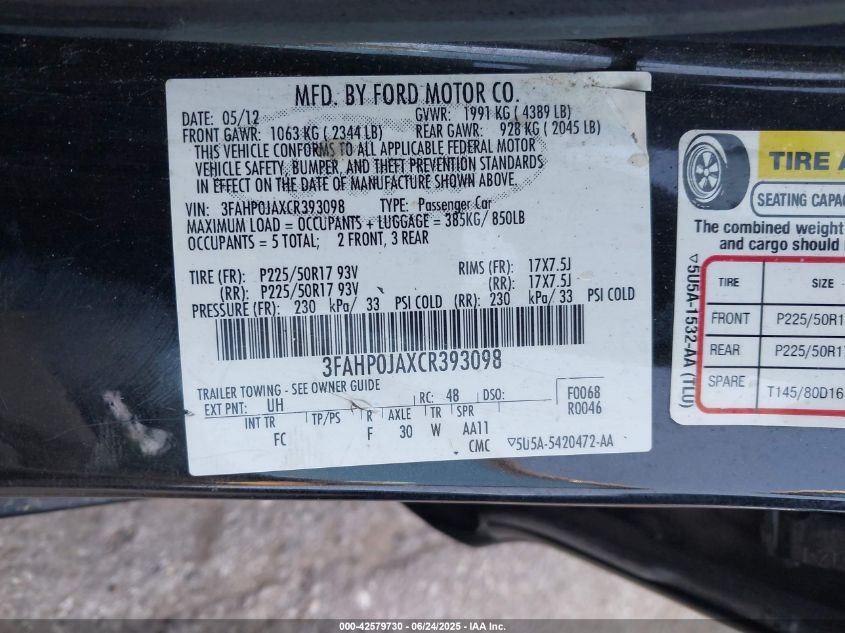 MFD. BY FORD MOTOR CO.
DATE: 05/12 GVWR: 1991 KG ( 4389 LB)
FRONT GAWR: 1063 KG ( 2344 LB) REAR GAWR: 928 KG ( 2045 LB)
THIS VEHICLE CONFORMS TO ALL APPLICABLE FEDERAL MOTOR
VEHICLE SAFETY, BUMPER, AND THEFT PREVENTION STANDARDS
IN EFFECT ON THE DATE OF MANUFACTURE SHOWN ABOVE.
VIN: 3FAHP0JAXCR393098 TYPE: Passenger Car
MAXIMUM LOAD = OCCUPANTS + LUGGAGE = 385KG/ 850LB
OCCUPANTS = 5 TOTAL; 2 FRONT, 3 REAR
TIRE (FR): P225/50R17 93V RIMS (FR): 17X7.5J
(RR): P225/50R17 93V (RR): 17X7.5J
PRESSURE (FR): 230 kPa/ 33 PSI COLD (RR): 230 kPa/ 33 PSI COLD
3FAHP0JAXCR393098
TRAILER TOWING - SEE OWNER GUIDE
EXT PNT: UH RC: 48 DSO: F0068
R0046
INT TR TP/PS R AXLE TR SPR
FC F 30 W AA11
CMC ▽5U5A-5420472-AA
TIRE A
SEATING CAPAC
The combined weight
and cargo should
TIRE SIZE
FRONT P225/50R1
REAR P225/50R17
SPARE T145/80D16
▽5U5A-1532-AA (TLU)
000-42579730 - 06/24/2025 - IAA Inc.